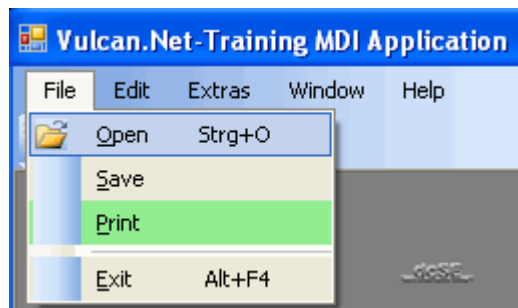 Vulcan.Net-Training MDI Application
File Edit Extras Window Help
Open Strg+O
Save
Print
Exit Alt+F4